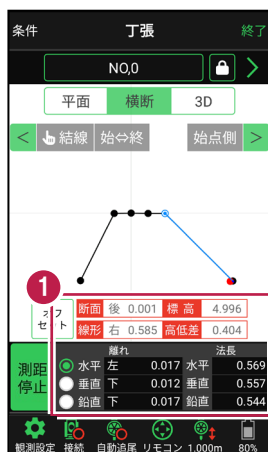 条件 丁張 終了
NO,0 >
平面 横断 3D
< 結線 始⇔終 始点側 >
1
オフセット
断面 後 0.001 標高 4.996
線形 右 0.585 高低差 0.404
離れ 法長
測距停止
水平 左 0.017 水平 0.569
垂直 下 0.012 垂直 0.557
鉛直 下 0.017 鉛直 0.544
観測設定 接続 自動追尾 リモコン 1.000m 80%